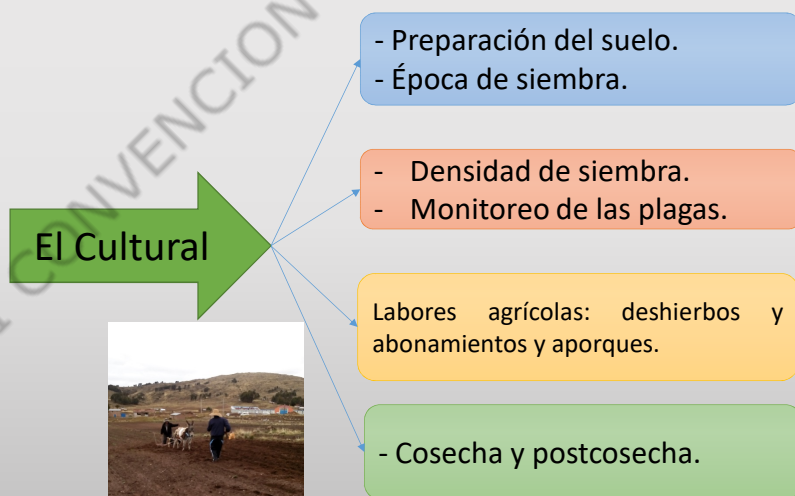 CONVENCION
El Cultural
- Preparación del suelo.
- Época de siembra.
- Densidad de siembra.
- Monitoreo de las plagas.
Labores agrícolas: deshierbos y
abonamientos y aporques.
- Cosecha y postcosecha.